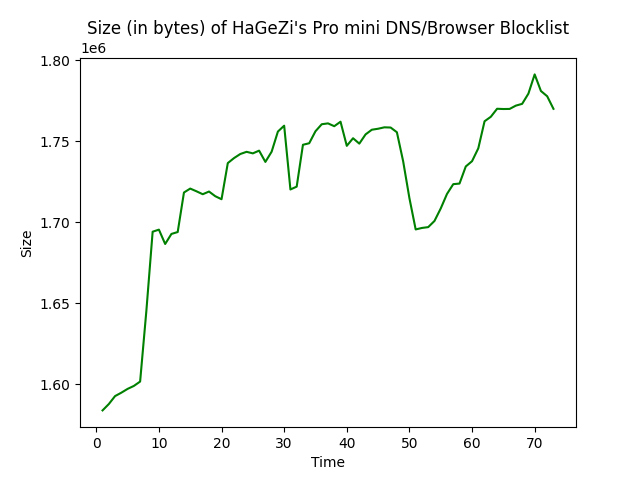 Size (in bytes) of HaGeZi's Pro mini DNS/Browser Blocklist
1e6
1.80
1.75
1.70
1.65
1.60
Size
0 10 20 30 40 50 60 70
Time